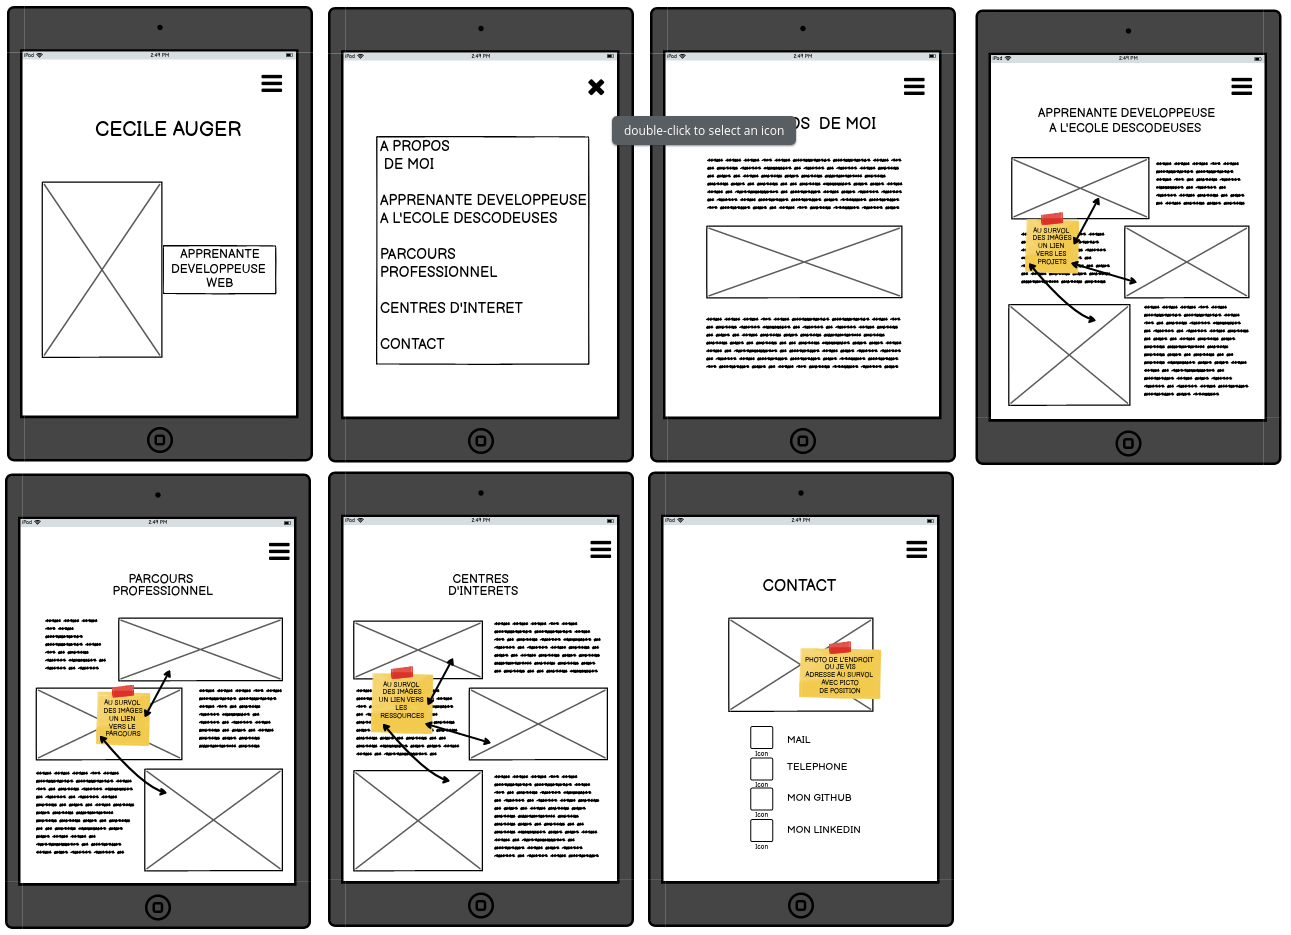 iPad
2:49 PM
CECILE AUGER
APPRENANTE
DEVELOPPEUSE
WEB
iPad
2:49 PM
A PROPOS
DE MOI
APPRENANTE DEVELOPPEUSE
A L'ECOLE DESCODEUSES
PARCOURS
PROFESSIONNEL
CENTRES D'INTERET
CONTACT
double-click to select an icon
2:49 PM
OS DE MOI
iPad
2:49 PM
APPRENANTE DEVELOPPEUSE
A L'ECOLE DESCODEUSES
AU SURVOL
DES IMAGES
UN LIEN
VERS LES
PROJETS
iPad
2:49 PM
PARCOURS
PROFESSIONNEL
AU SURVOL
DES IMAGES
UN LIEN
VERS LE
PARCOURS
iPad
2:49 PM
CENTRES
D'INTERETS
AU SURVOL
DES IMAGES
UN LIEN VERS
LES
RESSOURCES
iPad
2:49 PM
CONTACT
PHOTO DE L'ENDROIT
OU JE VIS
ADRESSE AU SURVOL
AVEC PICTO
DE POSITION
MAIL
Icon
TELEPHONE
Icon
MON GITHUB
Icon
MON LINKEDIN
Icon